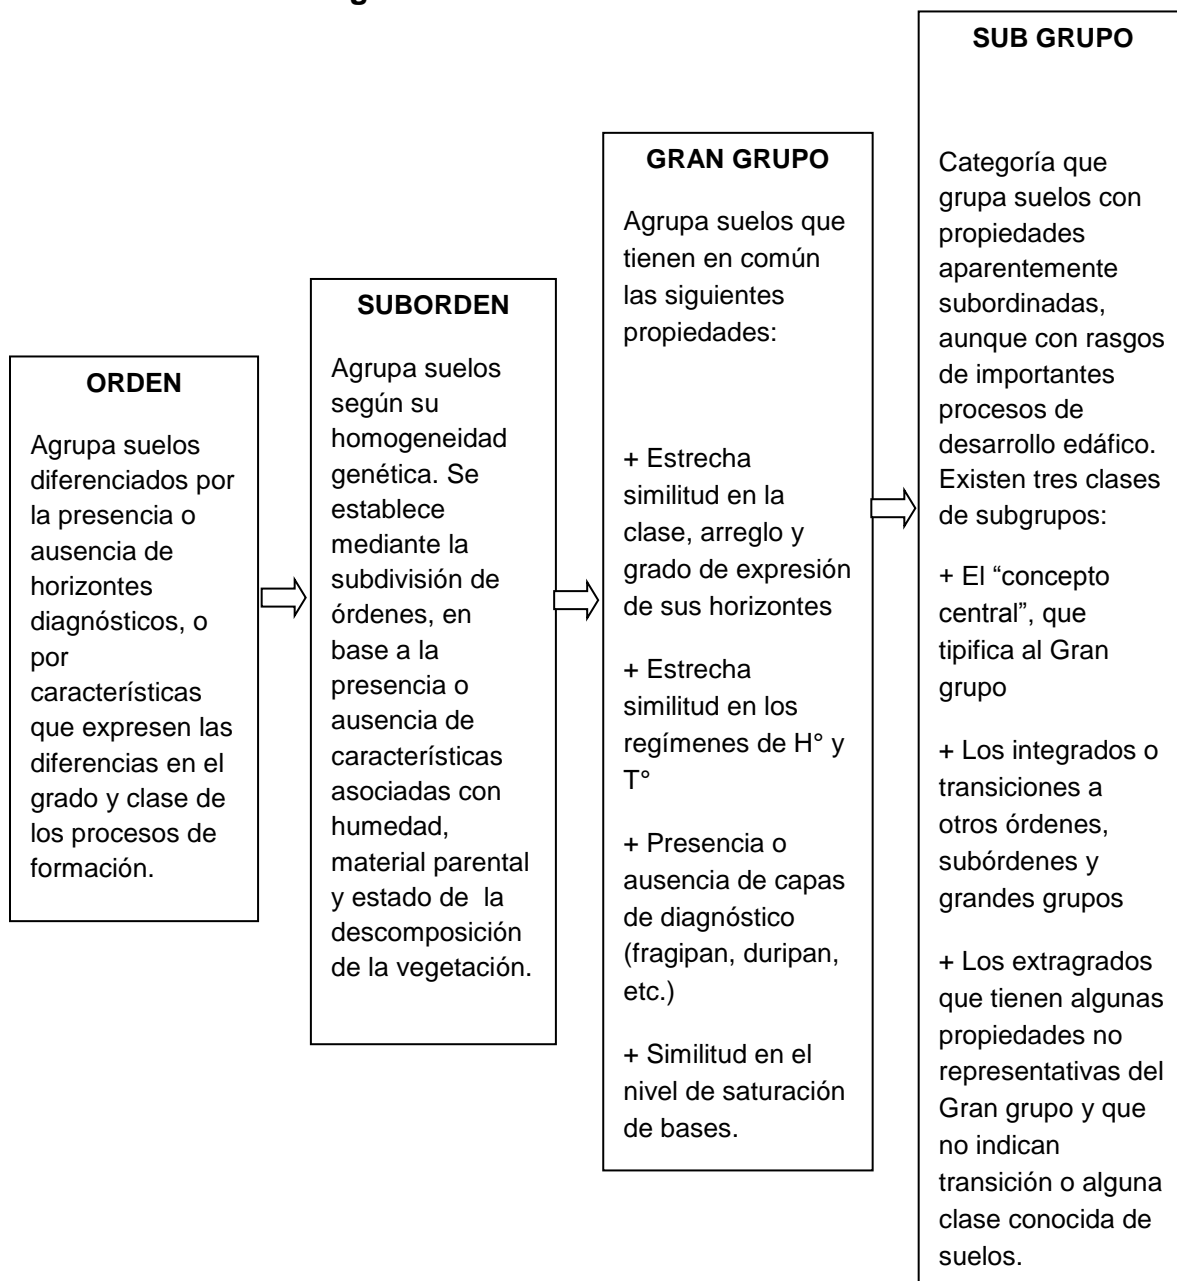 ORDEN
Agrupa suelos
diferenciados por
la presencia o
ausencia de
horizontes
diagnósticos, o
por
características
que expresen las
diferencias en el
grado y clase de
los procesos de
formación.
SUBORDEN
Agrupa suelos
según su
homogeneidad
genética. Se
establece
mediante la
subdivisión de
órdenes, en
base a la
presencia o
ausencia de
características
asociadas con
humedad,
material parental
y estado de  la
descomposición
de la vegetación.
GRAN GRUPO
Agrupa suelos que
tienen en común
las siguientes
propiedades:
+ Estrecha
similitud en la
clase, arreglo y
grado de expresión
de sus horizontes
+ Estrecha
similitud en los
regímenes de H° y
T°
+ Presencia o
ausencia de capas
de diagnóstico
(fragipan, duripan,
etc.)
+ Similitud en el
nivel de saturación
de bases.
SUB GRUPO
Categoría que
grupa suelos con
propiedades
aparentemente
subordinadas,
aunque con rasgos
de importantes
procesos de
desarrollo edáfico.
Existen tres clases
de subgrupos:
+ El “concepto
central”, que
tipifica al Gran
grupo
+ Los integrados o
transiciones a
otros órdenes,
subórdenes y
grandes grupos
+ Los extragrados
que tienen algunas
propiedades no
representativas del
Gran grupo y que
no indican
transición o alguna
clase conocida de
suelos.